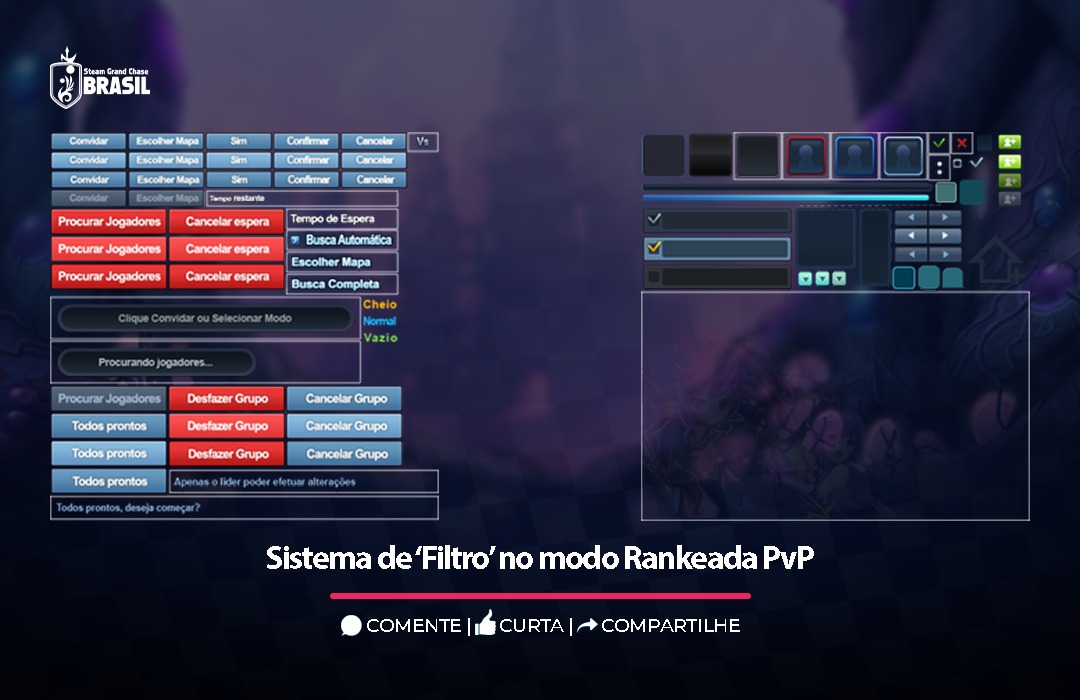 Steam Grand Chase
BRASIL
Convidar Escolher Mapa Sim Confirmar Cancelar Vs
Convidar Escolher Mapa Sim Confirmar Cancelar
Convidar Escolher Mapa Sim Confirmar Cancelar
Convidar Escolher Mapa Tempo restante
Procurar Jogadores Cancelar espera Tempo de Espera
Procurar Jogadores Cancelar espera Busca Automática
Escolher Mapa
Procurar Jogadores Cancelar espera Busca Completa
Cheio
Clique Convidar ou Selecionar Modo Normal
Vazio
Procurando jogadores...
Procurar Jogadores Desfazer Grupo Cancelar Grupo
Todos prontos Desfazer Grupo Cancelar Grupo
Todos prontos Desfazer Grupo Cancelar Grupo
Todos prontos Apenas o lider poder efetuar alterações
Todos prontos, deseja começar?
Sistema de ‘Filtro’ no modo Rankeada PvP
COMENTE | CURTA | COMPARTILHE